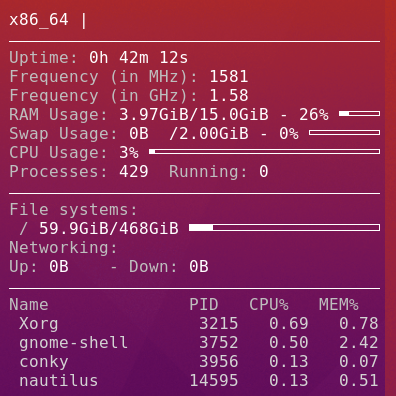 x86_64 |
Uptime: 0h 42m 12s
Frequency (in MHz): 1581
Frequency (in GHz): 1.58
RAM Usage: 3.97GiB/15.0GiB - 26%
Swap Usage: 0B  /2.00GiB - 0%
CPU Usage: 3%
Processes: 429  Running: 0
File systems:
/ 59.9GiB/468GiB
Networking:
Up: 0B    - Down: 0B
Name PID CPU% MEM%
Xorg 3215 0.69 0.78
gnome-shell 3752 0.50 2.42
conky 3956 0.13 0.07
nautilus 14595 0.13 0.51